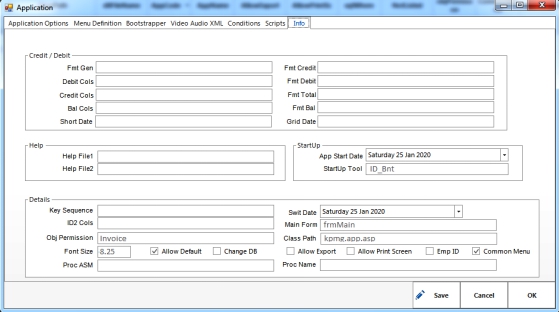 Application
Application Options Menu Definition Bootstrapper Video Audio XML Conditions Scripts Info
Credit / Debit
Fmt Gen Fmt Credit
Debit Cols Fmt Debit
Credit Cols Fmt Total
Bal Cols Fmt Bal
Short Date Grid Date
Help StartUp
Help File1 App Start Date Saturday 25 Jan 2020
Help File2 StartUp Tool ID_Bnt
Details
Key Sequence Swit Date Saturday 25 Jan 2020
ID2 Cols Main Form frmMain
Obj Permission Invoice Class Path kpmg.app.asp
Font Size 8.25 Allow Default Change DB Allow Export Allow Print Screen Emp ID Common Menu
Proc ASM Proc Name
Save Cancel OK